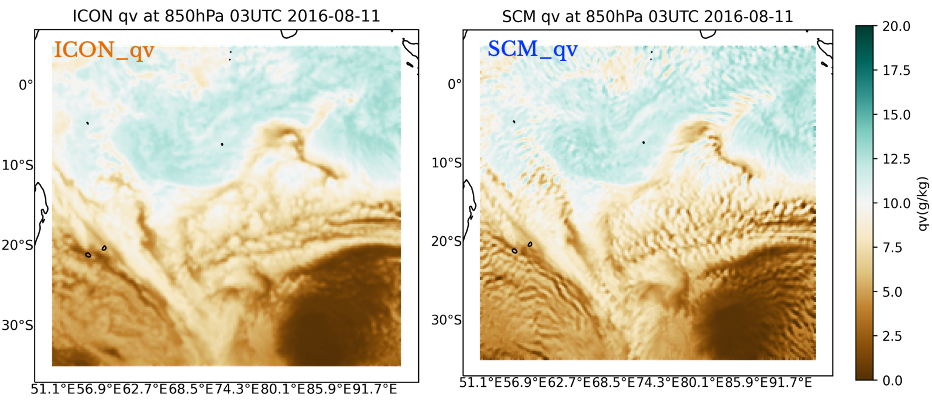 ICON qv at 850hPa 03UTC 2016-08-11
ICON_qv
0°
10°S
20°S
30°S
51.1°E56.9°E62.7°E68.5°E74.3°E80.1°E85.9°E91.7°E
SCM qv at 850hPa 03UTC 2016-08-11
SCM_qv
0°
10°S
20°S
30°S
51.1°E56.9°E62.7°E68.5°E74.3°E80.1°E85.9°E91.7°E
20.0
17.5
15.0
12.5
10.0
7.5
5.0
2.5
0.0
qv(g/kg)